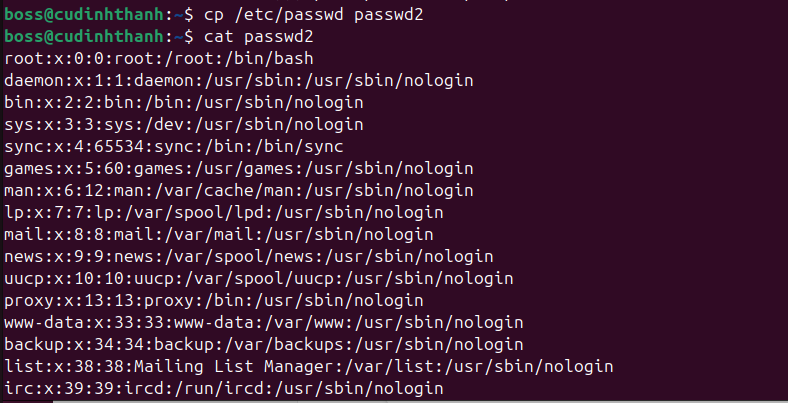 boss@cudinhthanh:~$ cp /etc/passwd passwd2
boss@cudinhthanh:~$ cat passwd2
root:x:0:0:root:/root:/bin/bash
daemon:x:1:1:daemon:/usr/sbin:/usr/sbin/nologin
bin:x:2:2:bin:/bin:/usr/sbin/nologin
sys:x:3:3:sys:/dev:/usr/sbin/nologin
sync:x:4:65534:sync:/bin:/bin/sync
games:x:5:60:games:/usr/games:/usr/sbin/nologin
man:x:6:12:man:/var/cache/man:/usr/sbin/nologin
lp:x:7:7:lp:/var/spool/lpd:/usr/sbin/nologin
mail:x:8:8:mail:/var/mail:/usr/sbin/nologin
news:x:9:9:news:/var/spool/news:/usr/sbin/nologin
uucp:x:10:10:uucp:/var/spool/uucp:/usr/sbin/nologin
proxy:x:13:13:proxy:/bin:/usr/sbin/nologin
www-data:x:33:33:www-data:/var/www:/usr/sbin/nologin
backup:x:34:34:backup:/var/backups:/usr/sbin/nologin
list:x:38:38:Mailing List Manager:/var/list:/usr/sbin/nologin
irc:x:39:39:ircd:/run/ircd:/usr/sbin/nologin